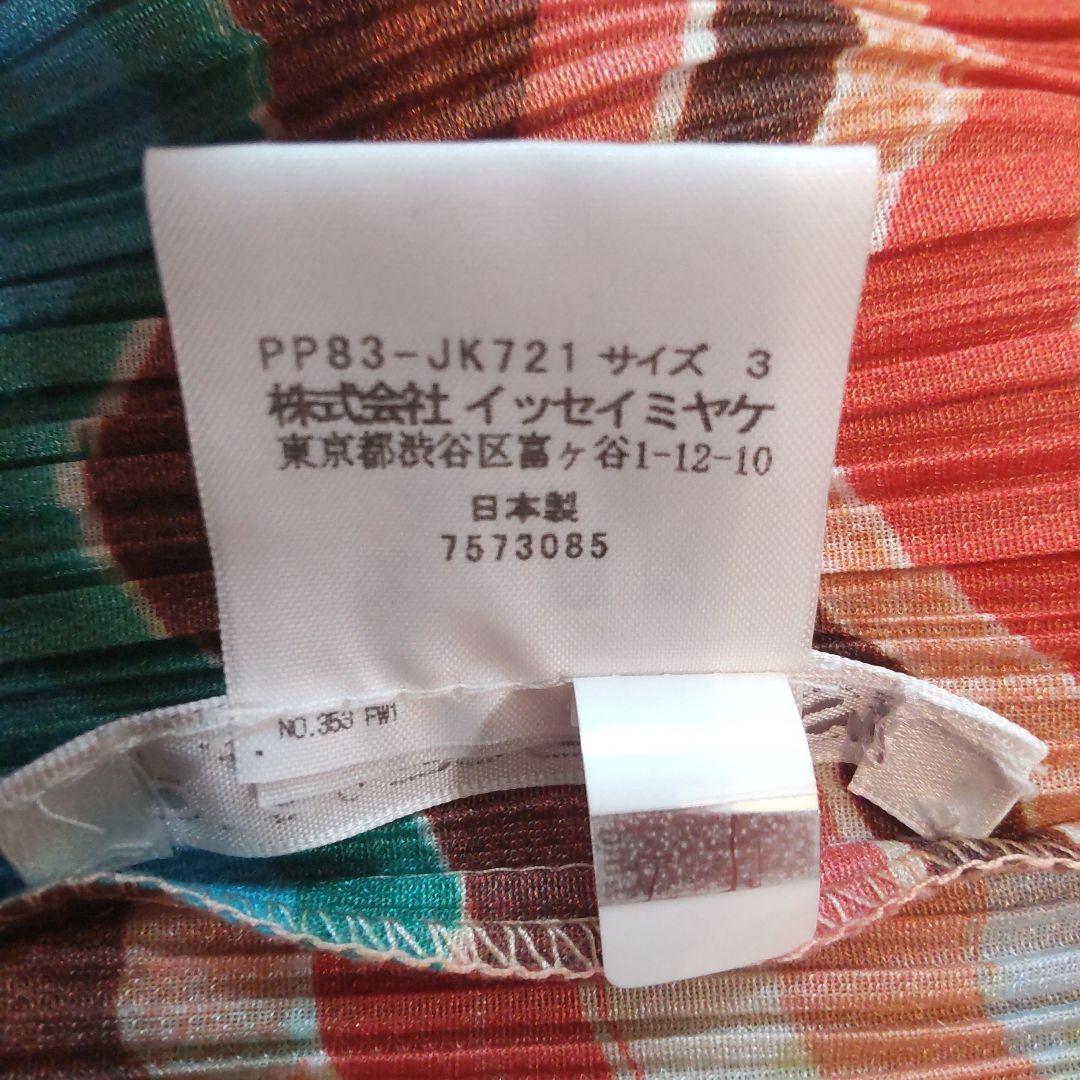 PP83-JK721 サイズ 3
株式会社 イッセイミヤケ
東京都渋谷区富ヶ谷1-12-10
日本製
7573085
NO.353 FW1